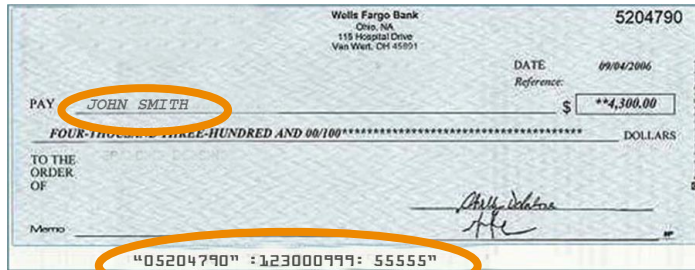 Wells Fargo Bank
Ohio, NA
115 Hospital Drive
Van Wert, OH 45891
5204790
DATE 09/04/2006
Reference:
PAY JOHN SMITH $ **4,300.00
FOUR-THOUSAND THREE-HUNDRED AND 00/100**************************************** DOLLARS
TO THE
ORDER
OF
Memo
"05204790" :123000999: 55555"